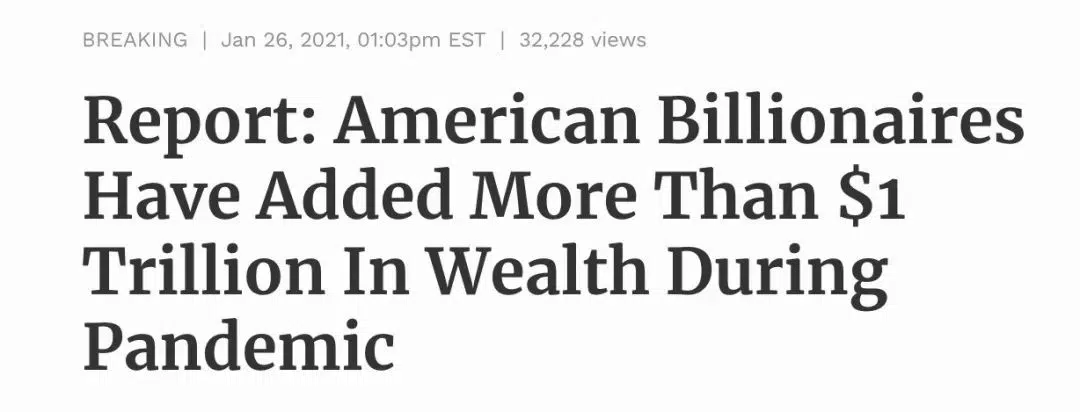 BREAKING | Jan 26, 2021, 01:03pm EST | 32,228 views
Report: American Billionaires
Have Added More Than $1
Trillion In Wealth During
Pandemic